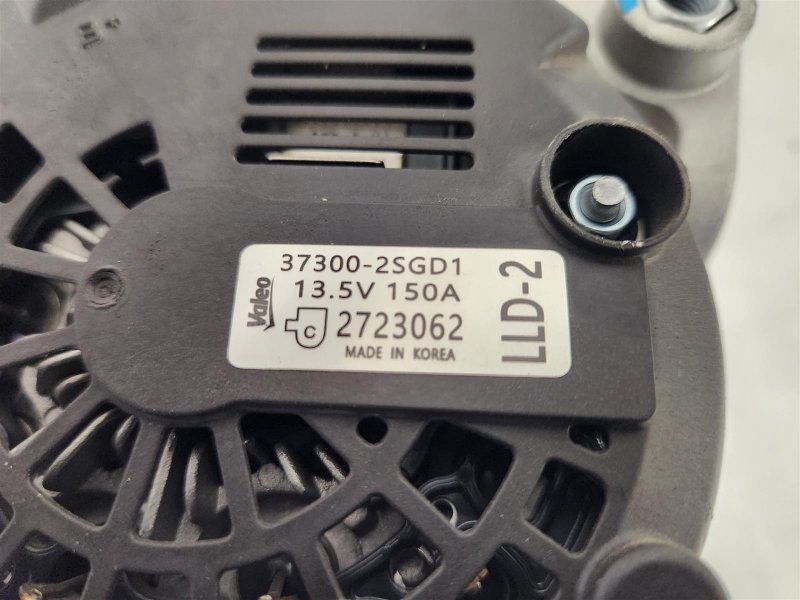 Valeo
37300-2SGD1
13.5V 150A
C 2723062
MADE IN KOREA
LLD-2